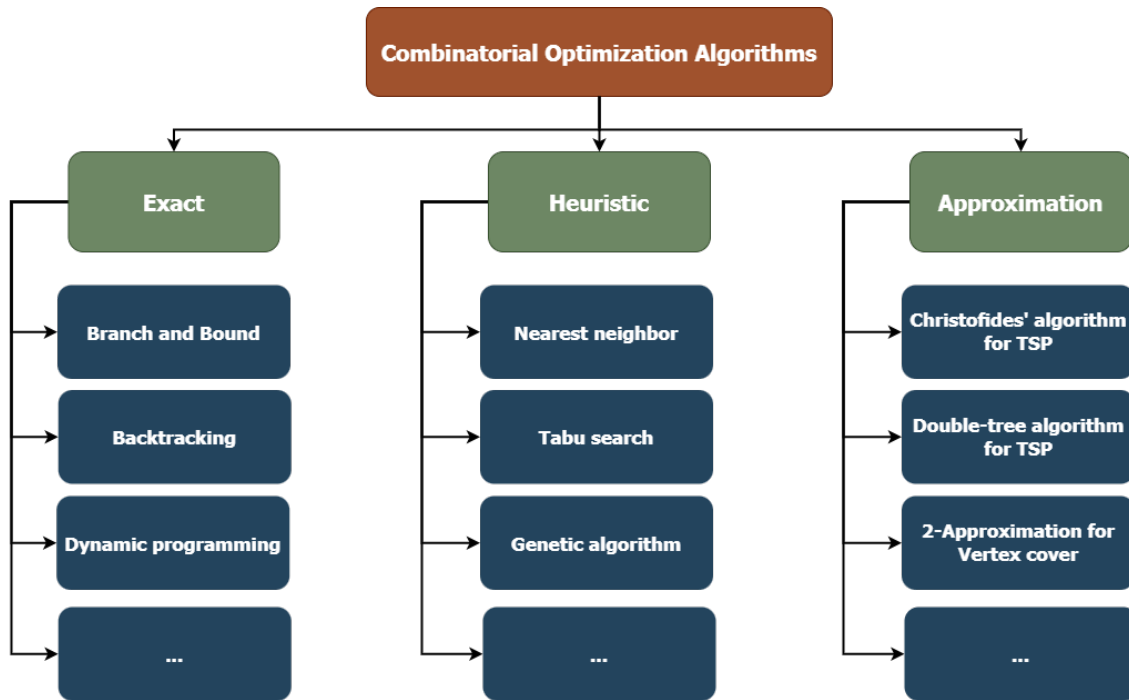 Combinatorial Optimization Algorithms
Exact
Heuristic
Approximation
Branch and Bound
Backtracking
Dynamic programming
...
Nearest neighbor
Tabu search
Genetic algorithm
...
Christofides' algorithm
for TSP
Double-tree algorithm
for TSP
2-Approximation for
Vertex cover
...